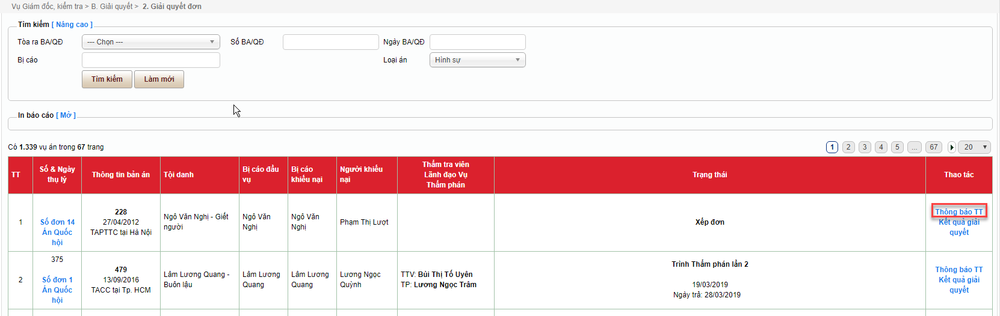 Vụ Giám đốc, kiểm tra > B. Giải quyết > 2. Giải quyết đơn
Tìm kiếm [ Nâng cao ]
Tòa ra BA/QĐ --- Chọn --- Số BA/QĐ Ngày BA/QĐ
Bị cáo Loại án Hình sự
Tìm kiếm Làm mới
In báo cáo [ Mở ]
Có 1.339 vụ án trong 67 trang 1 2 3 4 5 ... 67 20
TT
Số & Ngày
thụ lý
Thông tin bản án
Tội danh
Bị cáo đầu
vụ
Bị cáo
khiếu nại
Người khiếu
nại
Thẩm tra viên
Lãnh đạo Vụ
Thẩm phán
Trạng thái
Thao tác
1
Số đơn 14
Án Quốc
hội
228
27/04/2012
TAPTTC tại Hà Nội
Ngô Văn Nghị - Giết
người
Ngô Văn
Nghị
Ngô Văn
Nghị
Phạm Thị Lượt
Xếp đơn
Thông báo TT
Kết quả giải
quyết
2
375
Số đơn 1
Án Quốc
hội
479
13/09/2016
TACC tại Tp. HCM
Lâm Lương Quang -
Buôn lậu
Lâm Lương
Quang
Lâm Lương
Quang
Lương Ngọc
Quỳnh
TTV: Bùi Thị Tố Uyên
TP: Lương Ngọc Trâm
Trình Thẩm phán lần 2
19/03/2019
Ngày trả: 28/03/2019
Thông báo TT
Kết quả giải
quyết